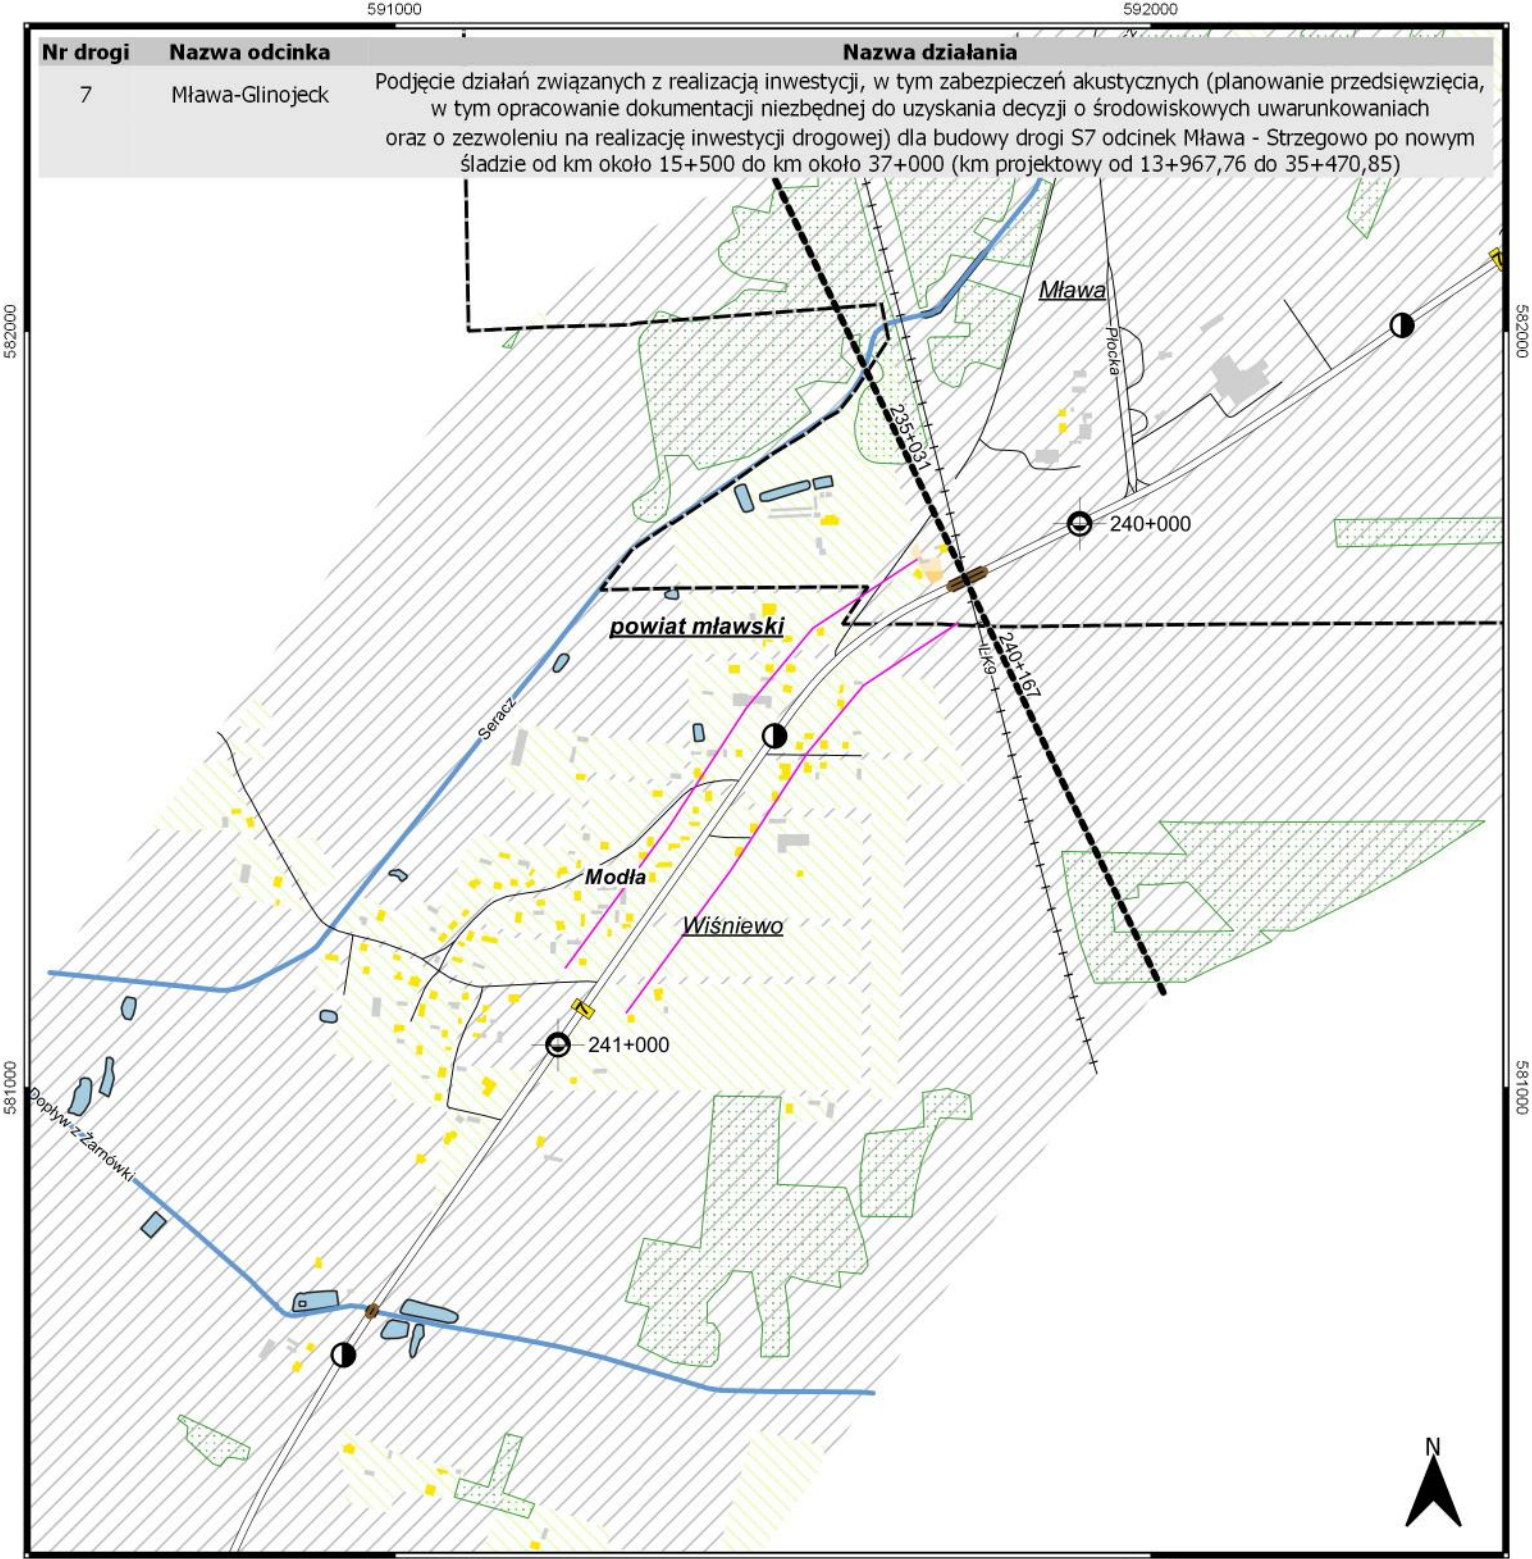 591000
592000
Nr drogi Nazwa odcinka Nazwa działania
7 Mława-Glinojeck
Podjęcie działań związanych z realizacją inwestycji, w tym zabezpieczeń akustycznych (planowanie przedsięwzięcia,
w tym opracowanie dokumentacji niezbędnej do uzyskania decyzji o środowiskowych uwarunkowaniach
oraz o zezwoleniu na realizację inwestycji drogowej) dla budowy drogi S7 odcinek Mława - Strzegowo po nowym
śladzie od km około 15+500 do km około 37+000 (km projektowy od 13+967,76 do 35+470,85)
582000
582000
Mława
Płocka
235+031
240+000
powiat mławski
LK9
240+167
Seracz
Modła
Wiśniewo
7
241+000
581000
581000
Dopływ z Żarnówki
N